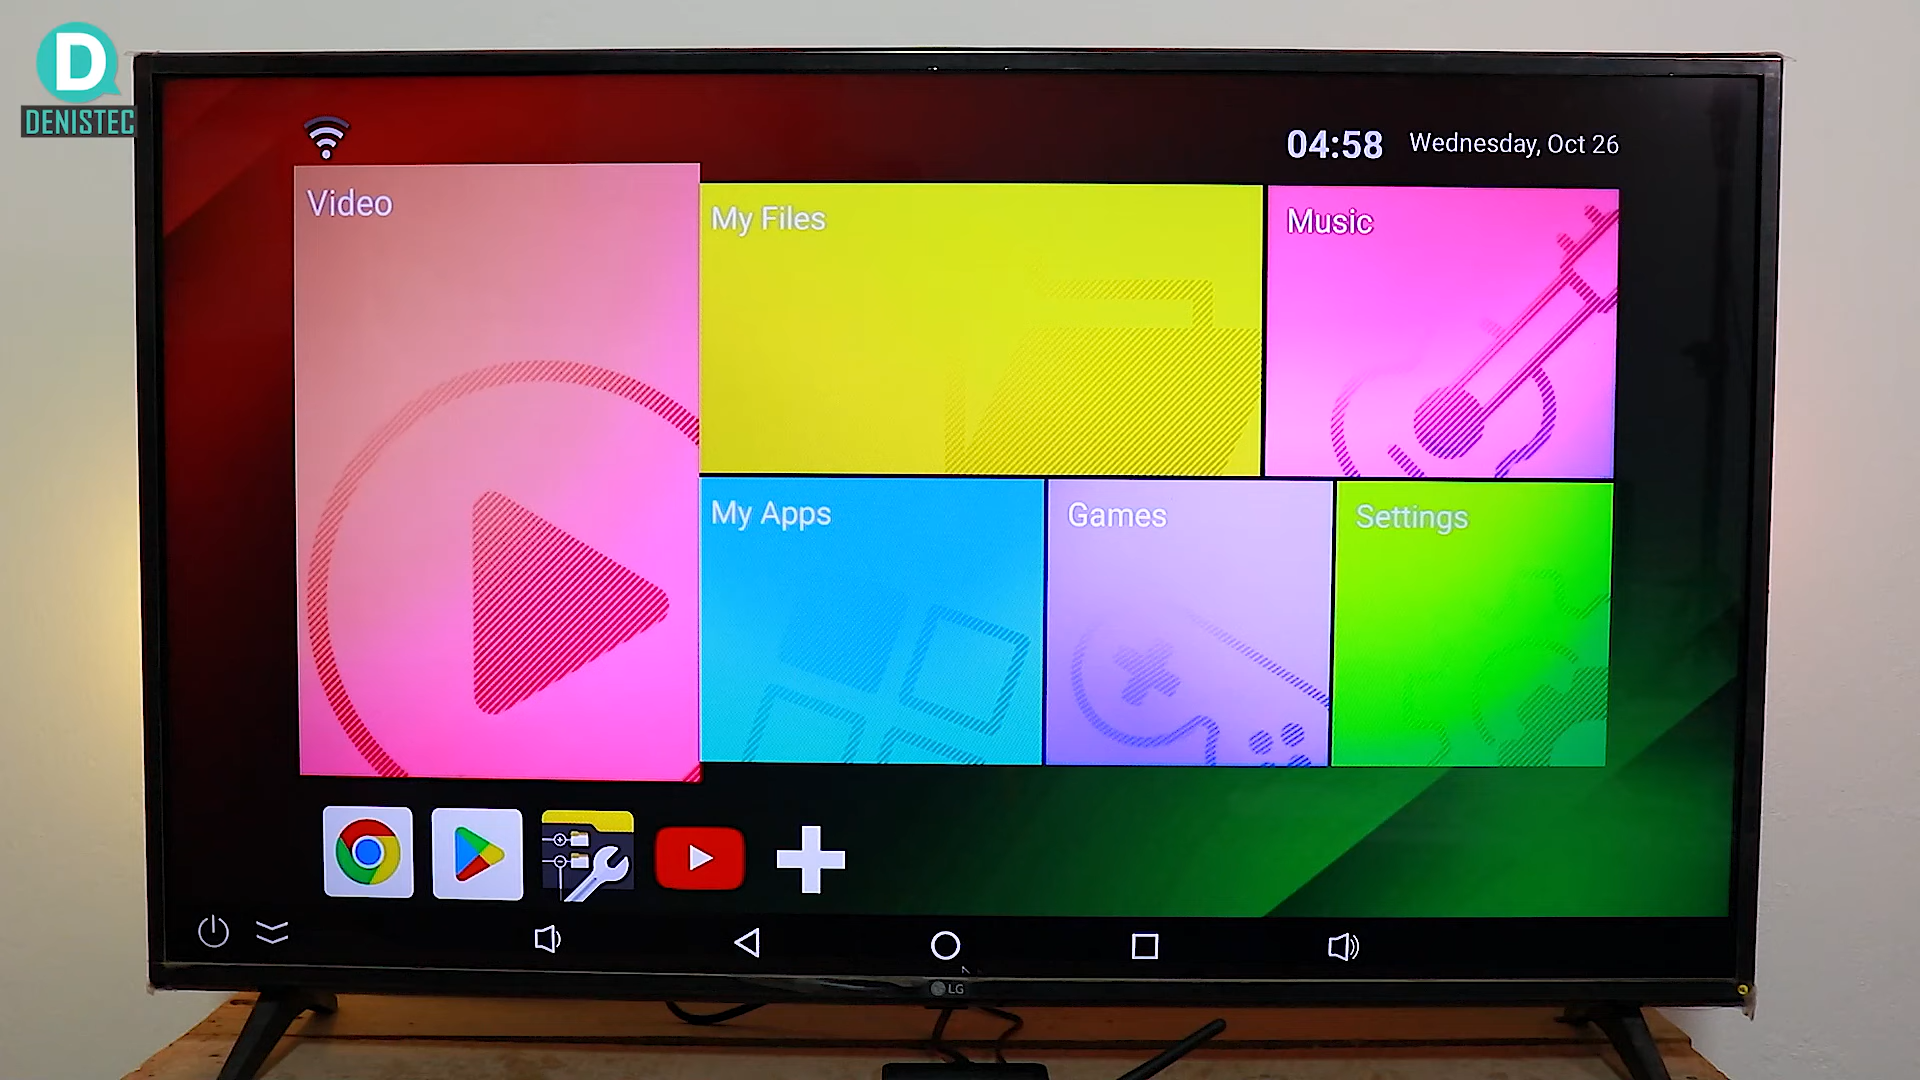 D
DENISTEC
04:58 Wednesday, Oct 26
Video
My Files
Music
My Apps
Games
Settings
LG